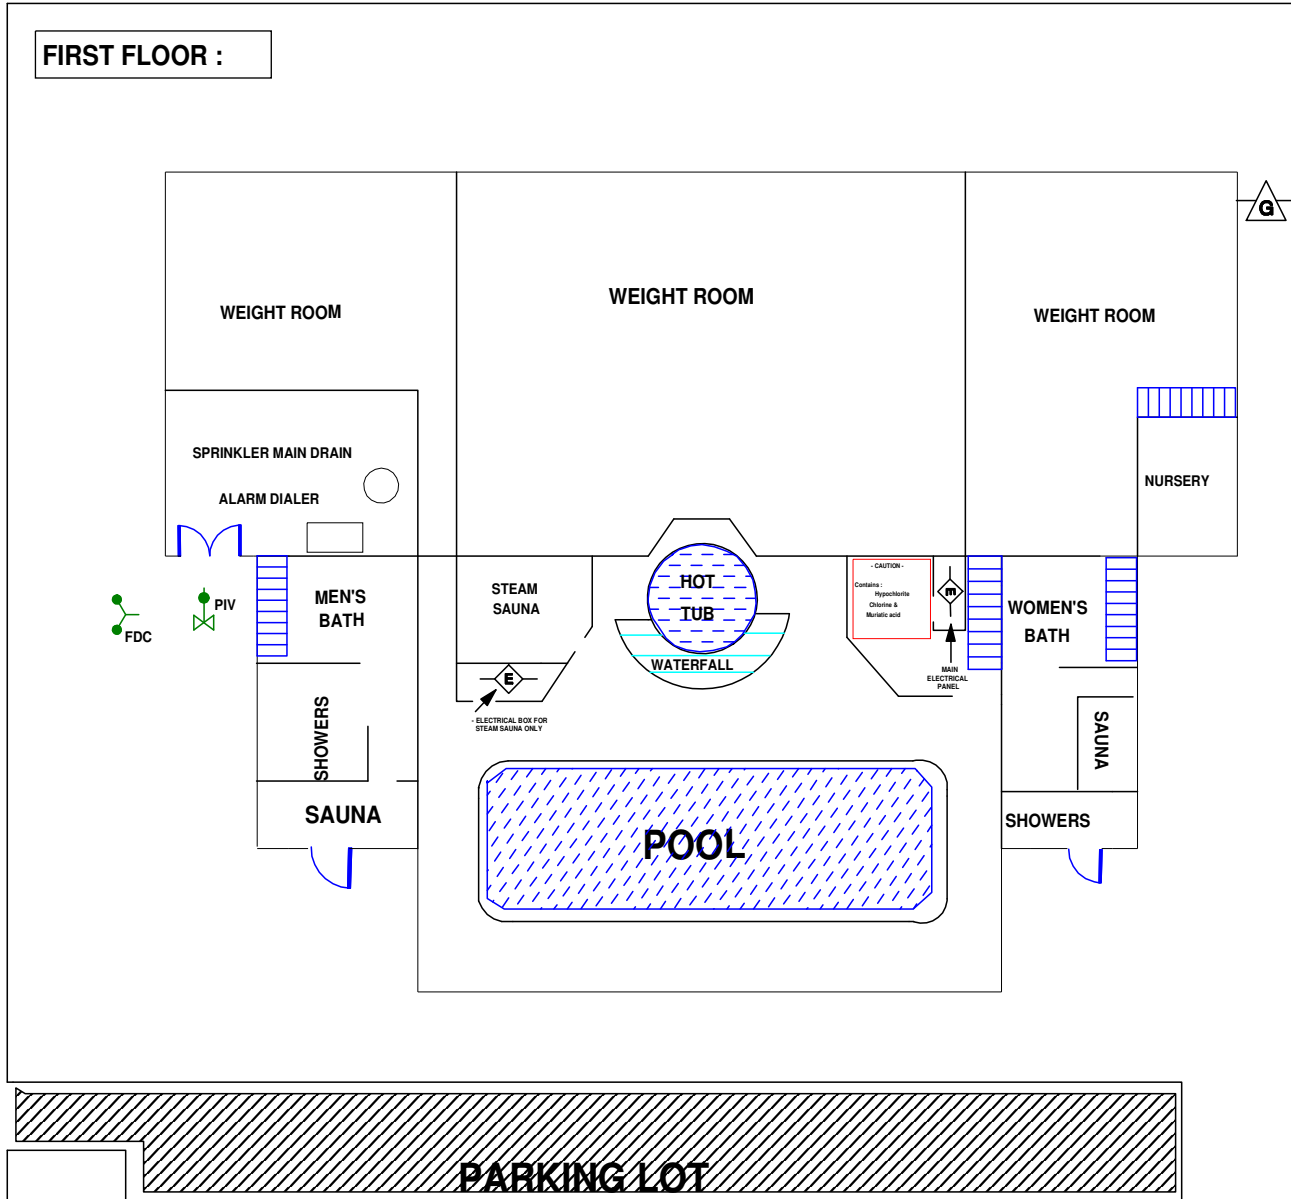 FIRST FLOOR :
G
WEIGHT ROOM
WEIGHT ROOM
WEIGHT ROOM
SPRINKLER MAIN DRAIN
ALARM DIALER
NURSERY
FDC
PIV
MEN'S
BATH
STEAM
SAUNA
HOT
TUB
WATERFALL
- CAUTION -
Contains :
Hypochlorite
Chlorine &
Muriatic acid
m
MAIN
ELECTRICAL
PANEL
WOMEN'S
BATH
E
- ELECTRICAL BOX FOR
STEAM SAUNA ONLY
SHOWERS
SAUNA
SAUNA
SHOWERS
POOL
PARKING LOT